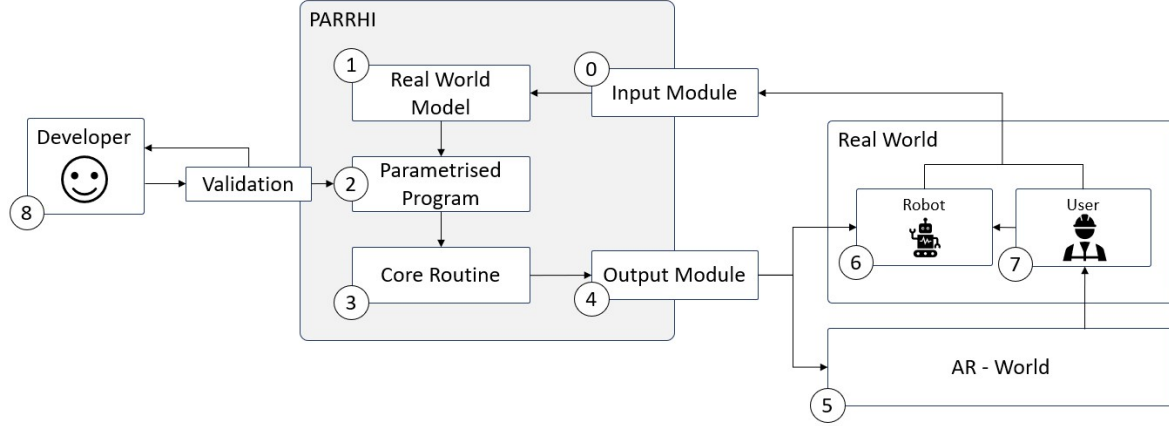 PARRHI
1
Real World
Model
0
Input Module
Developer
8
Validation
2
Parametrised
Program
3
Core Routine
4
Output Module
Real World
Robot
6
User
7
AR - World
5